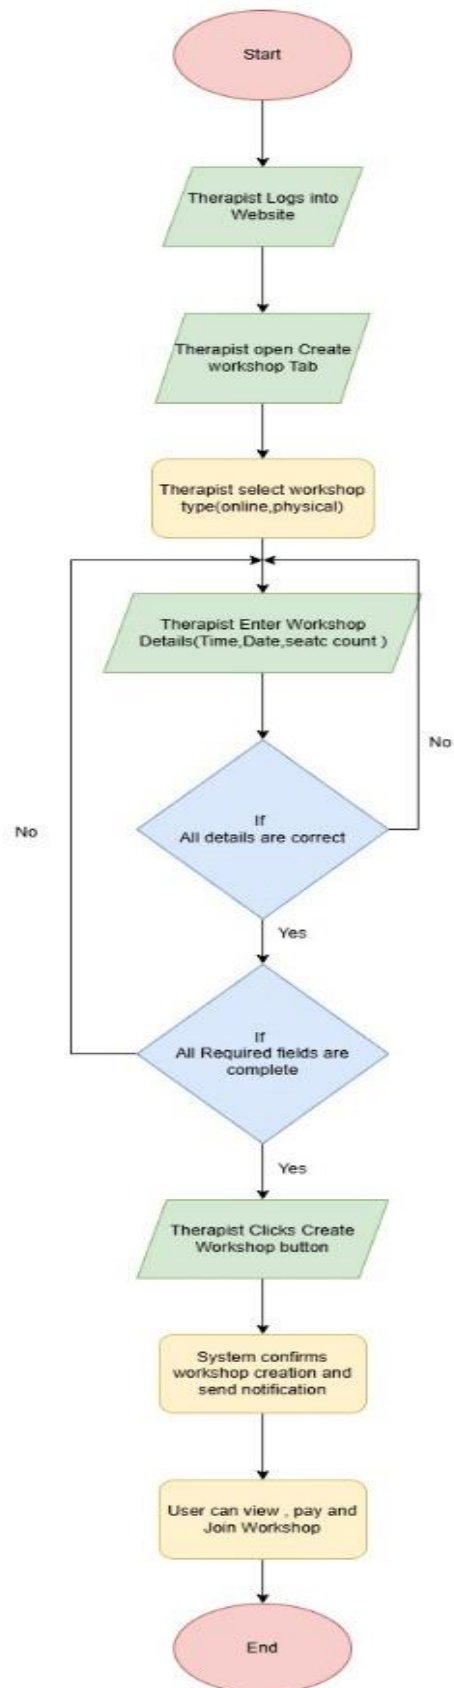 Start
Therapist Logs into
Website
Therapist open Create
workshop Tab
Therapist select workshop
type(online,physical)
Therapist Enter Workshop
Details(Time,Date,seatc count )
No
If
All details are correct
No
Yes
If
All Required fields are
complete
Yes
Therapist Clicks Create
Workshop button
System confirms
workshop creation and
send notification
User can view , pay and
Join Workshop
End